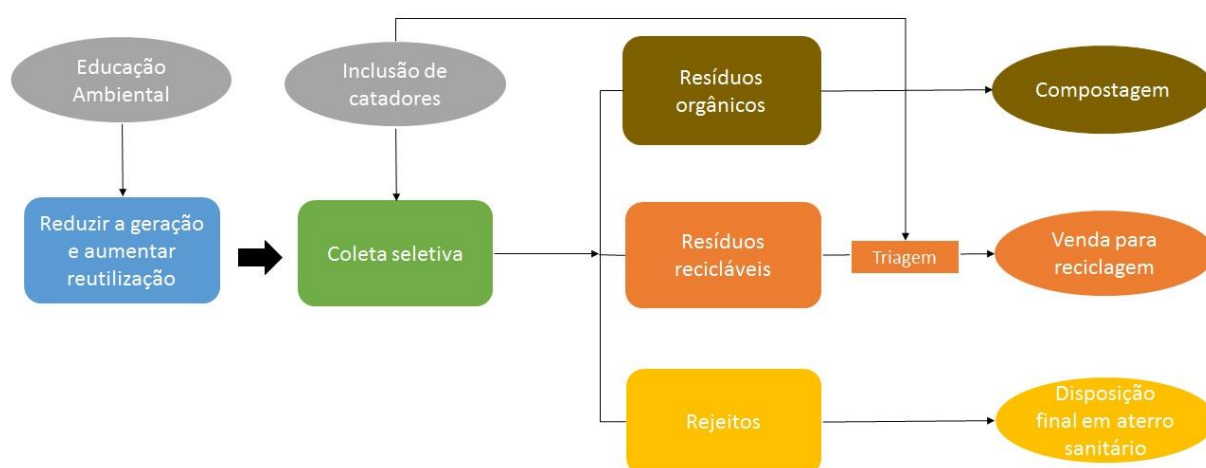 Educação
Ambiental
Inclusão de
catadores
Resíduos
orgânicos
Compostagem
Reduzir a geração
e aumentar
reutilização
Coleta seletiva
Resíduos
recicláveis
Triagem
Venda para
reciclagem
Rejeitos
Disposição
final em aterro
sanitário